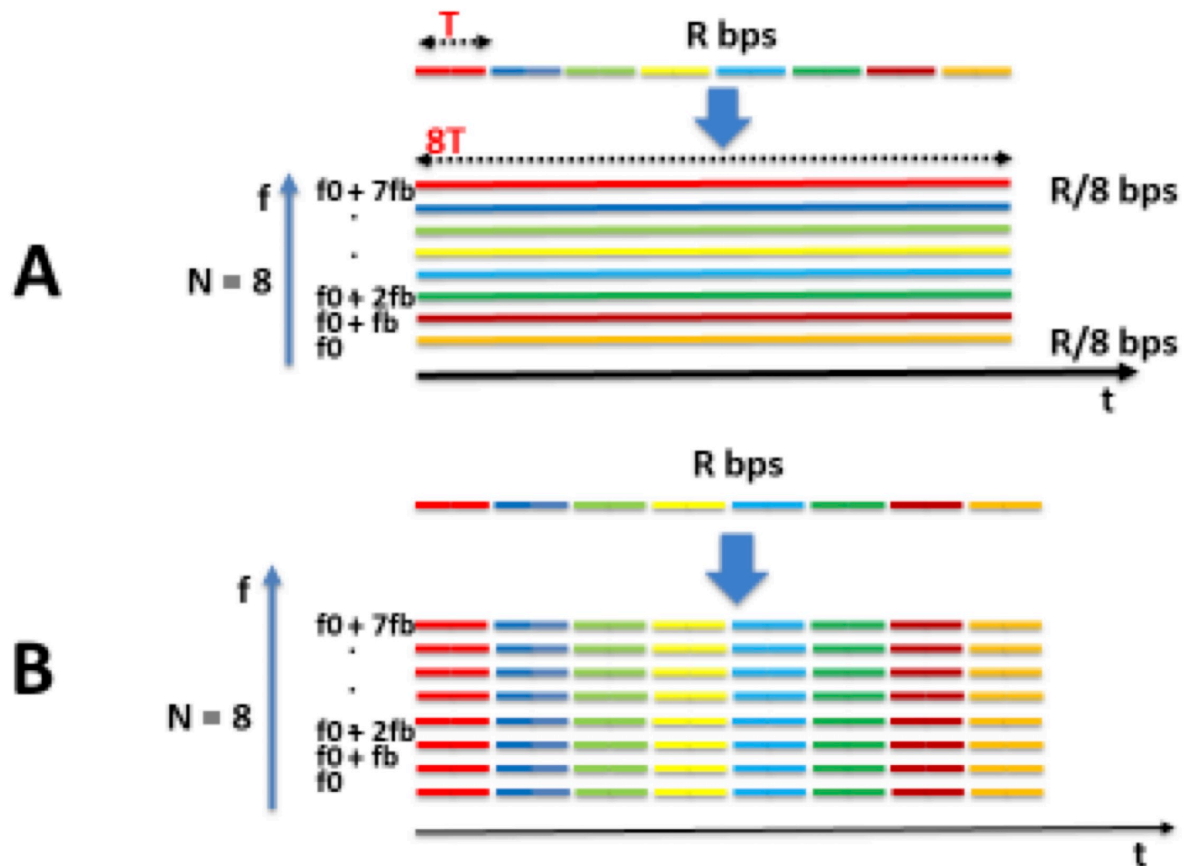 T
R bps
8T
f
f0 + 7fb
.
.
R/8 bps
A
N = 8
f0 + 2fb
f0 + fb
f0
R/8 bps
t
R bps
f
f0 + 7fb
.
.
B
N = 8
f0 + 2fb
f0 + fb
f0
t